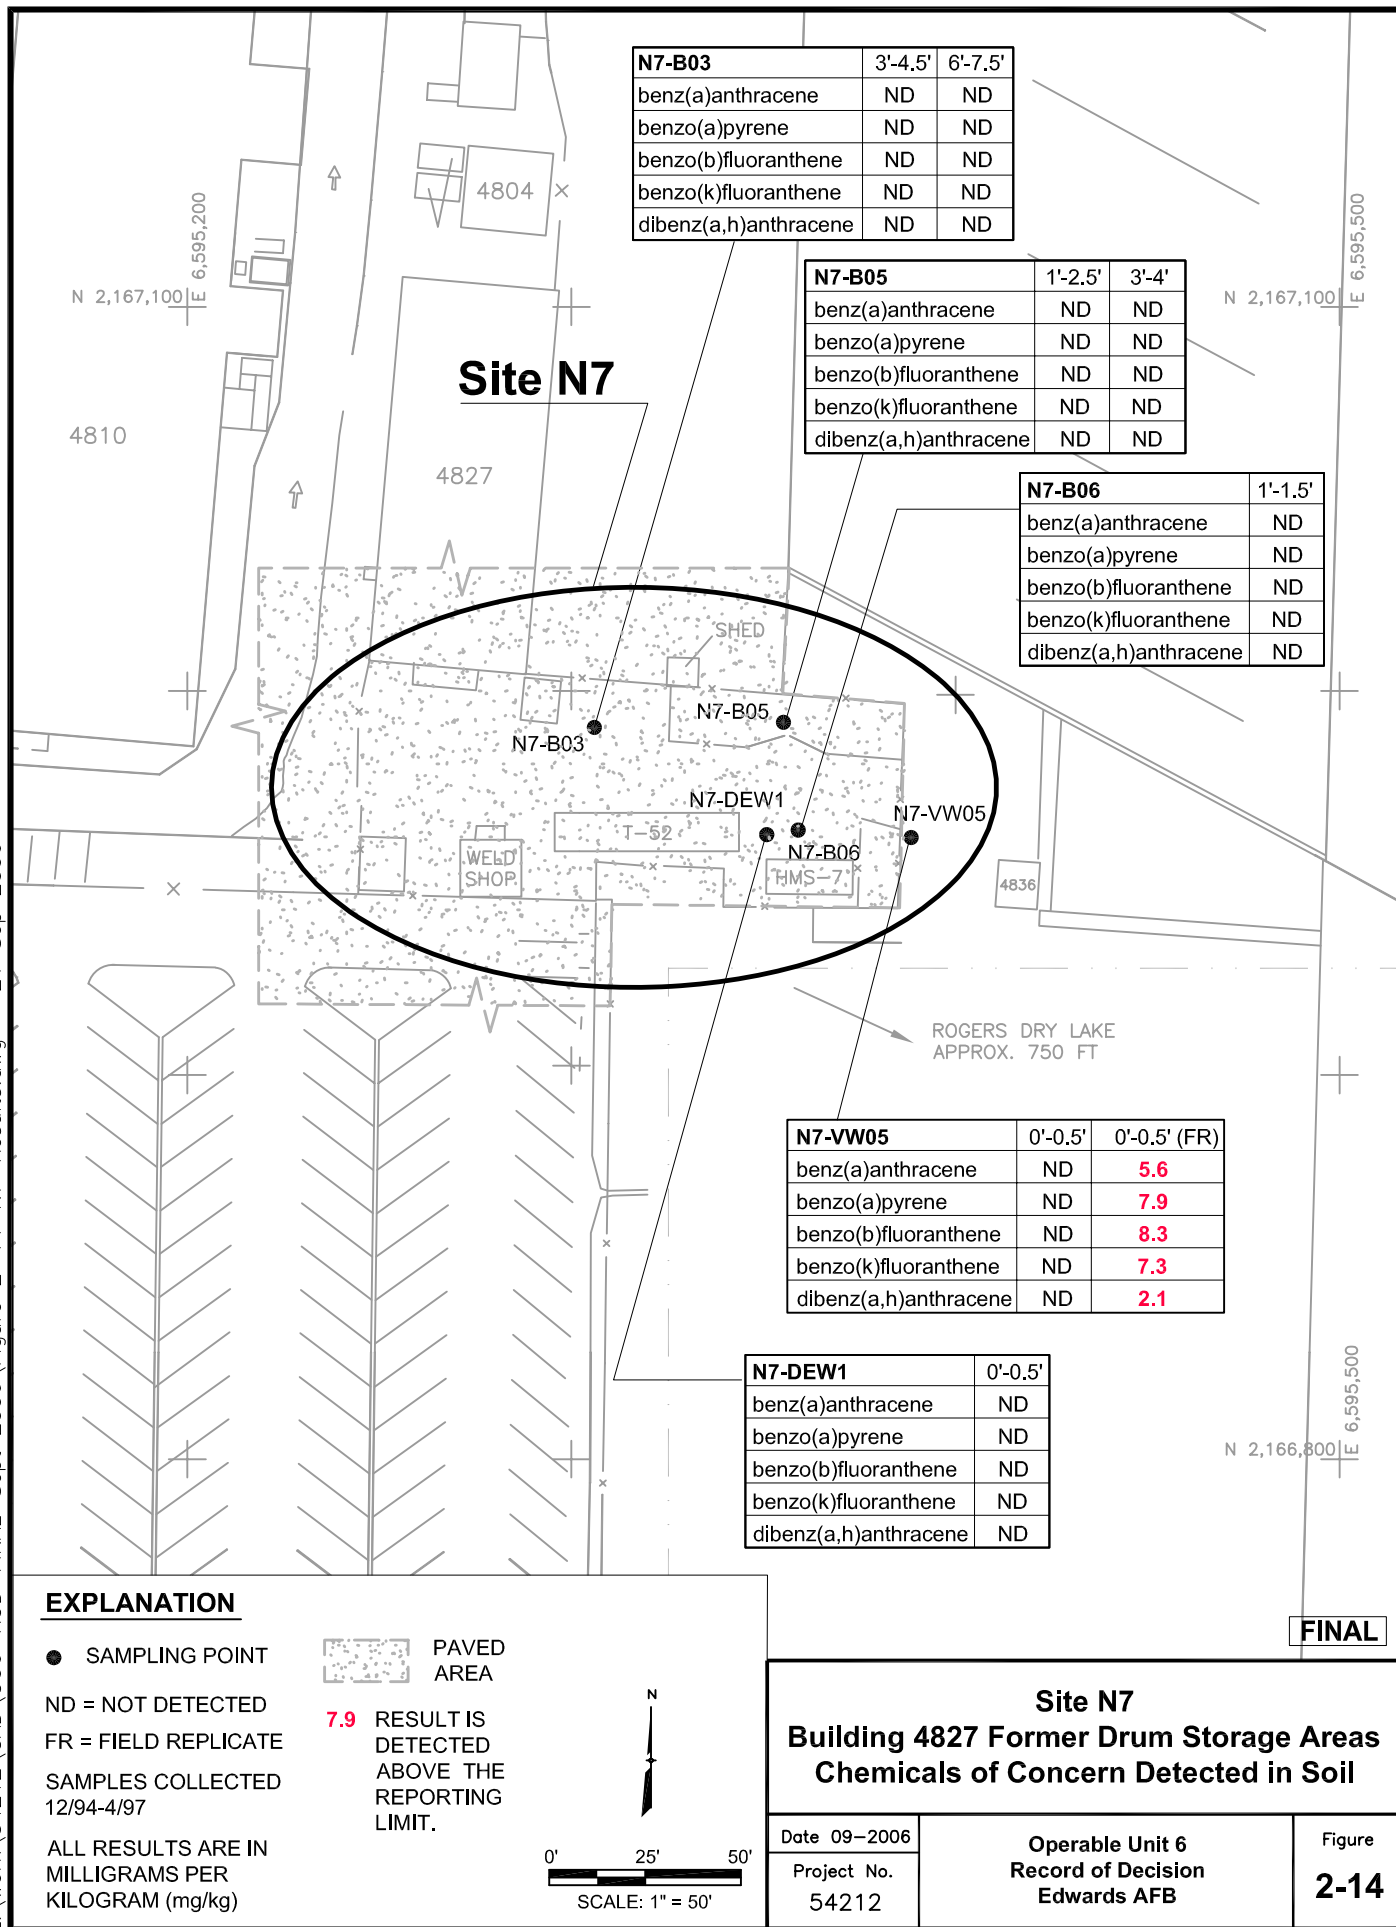 N7-B03 3'-4.5' 6'-7.5'
benz(a)anthracene ND ND
benzo(a)pyrene ND ND
benzo(b)fluoranthene ND ND
benzo(k)fluoranthene ND ND
dibenz(a,h)anthracene ND ND
4804
E 6,595,200
N 2,167,100
E 6,595,500
N 2,167,100
N7-B05 1'-2.5' 3'-4'
benz(a)anthracene ND ND
benzo(a)pyrene ND ND
benzo(b)fluoranthene ND ND
benzo(k)fluoranthene ND ND
dibenz(a,h)anthracene ND ND
Site N7
4810
4827
N7-B06 1'-1.5'
benz(a)anthracene ND
benzo(a)pyrene ND
benzo(b)fluoranthene ND
benzo(k)fluoranthene ND
dibenz(a,h)anthracene ND
SHED
N7-B05
N7-B03
N7-DEW1
N7-VW05
T-52
N7-B06
WELD
SHOP
HMS-7
4836
ROGERS DRY LAKE
APPROX. 750 FT
N7-VW05 0'-0.5' 0'-0.5' (FR)
benz(a)anthracene ND 5.6
benzo(a)pyrene ND 7.9
benzo(b)fluoranthene ND 8.3
benzo(k)fluoranthene ND 7.3
dibenz(a,h)anthracene ND 2.1
N7-DEW1 0'-0.5'
benz(a)anthracene ND
benzo(a)pyrene ND
benzo(b)fluoranthene ND
benzo(k)fluoranthene ND
dibenz(a,h)anthracene ND
E 6,595,500
N 2,166,800
EXPLANATION
SAMPLING POINT
PAVED
AREA
ND = NOT DETECTED
FR = FIELD REPLICATE
SAMPLES COLLECTED
12/94-4/97
ALL RESULTS ARE IN
MILLIGRAMS PER
KILOGRAM (mg/kg)
7.9 RESULT IS
DETECTED
ABOVE THE
REPORTING
LIMIT.
N
0' 25' 50'
SCALE: 1" = 50'
FINAL
Site N7
Building 4827 Former Drum Storage Areas
Chemicals of Concern Detected in Soil
Date 09-2006
Project No.
54212
Operable Unit 6
Record of Decision
Edwards AFB
Figure
2-14